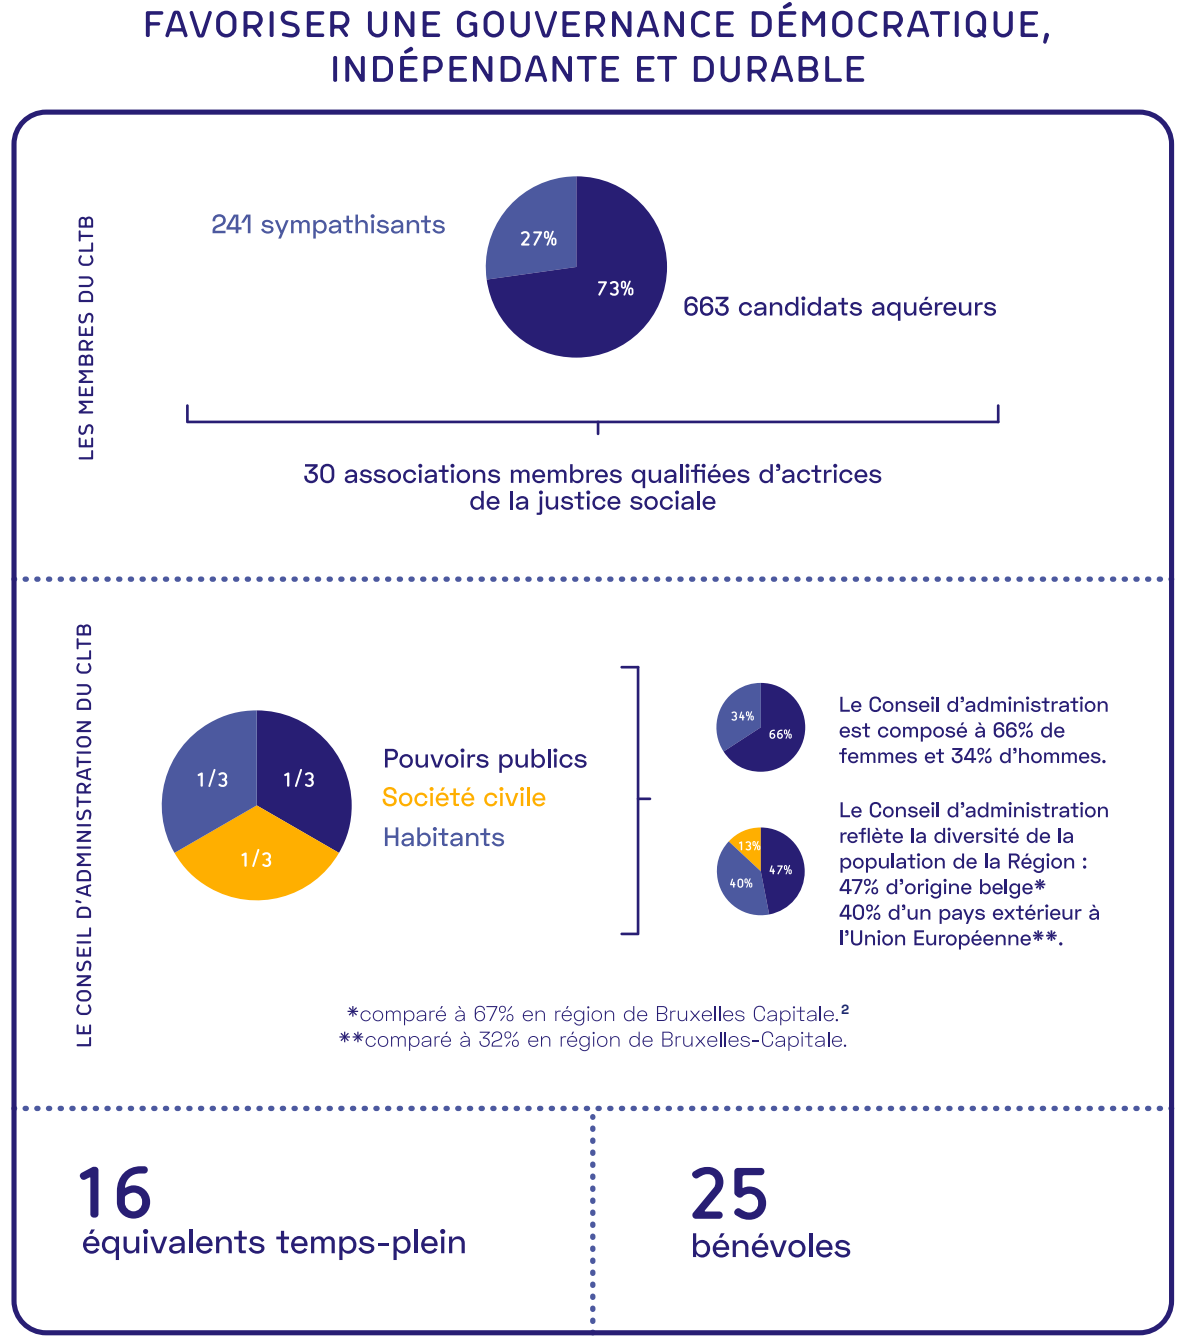 FAVORISER UNE GOUVERNANCE DÉMOCRATIQUE,
INDÉPENDANTE ET DURABLE
LES MEMBRES DU CLTB
241 sympathisants
27%
73%
663 candidats aquéreurs
30 associations membres qualifiées d'actrices
de la justice sociale
LE CONSEIL D'ADMINISTRATION DU CLTB
1/3
1/3
1/3
Pouvoirs publics
Société civile
Habitants
34%
66%
Le Conseil d'administration
est composé à 66% de
femmes et 34% d'hommes.
13%
47%
40%
Le Conseil d'administration
reflète la diversité de la
population de la Région :
47% d'origine belge*
40% d'un pays extérieur à
l'Union Européenne**.
*comparé à 67% en région de Bruxelles Capitale.²
**comparé à 32% en région de Bruxelles-Capitale.
16
équivalents temps-plein
25
bénévoles